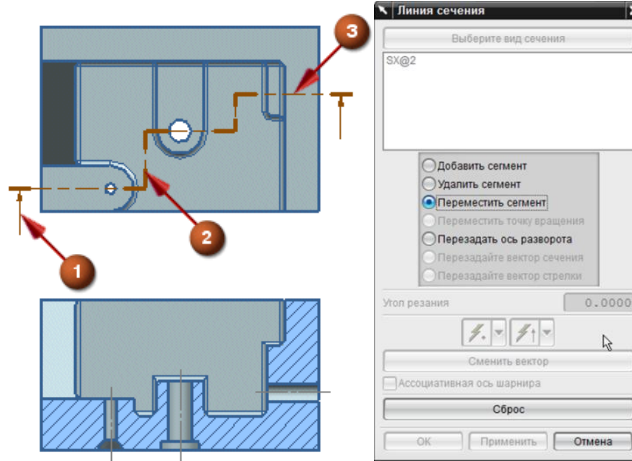 3
2
1
Линия сечения
Выберите вид сечения
SX@2
Добавить сегмент
Удалить сегмент
Переместить сегмент
Переместить точку вращения
Перезадать ось разворота
Перезадайте вектор сечения
Перезадайте вектор стрелки
Угол резания 0.0000
Сменить вектор
Ассоциативная ось шарнира
Сброс
ОК Применить Отмена